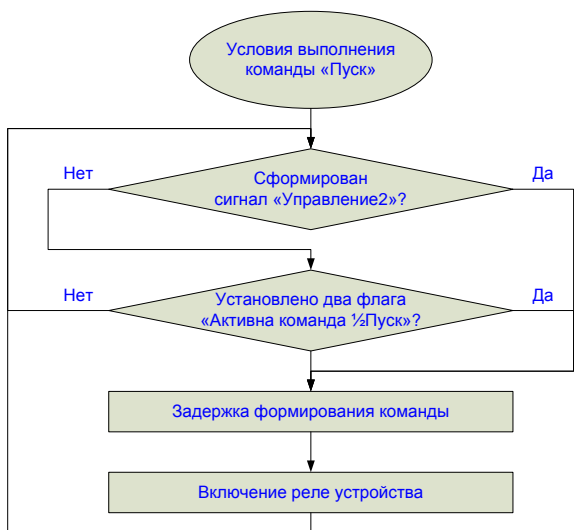 Условия выполнения
команды «Пуск»
Нет
Да
Сформирован
сигнал «Управление2»?
Нет
Да
Установлено два флага
«Активна команда ½Пуск»?
Задержка формирования команды
Включение реле устройства